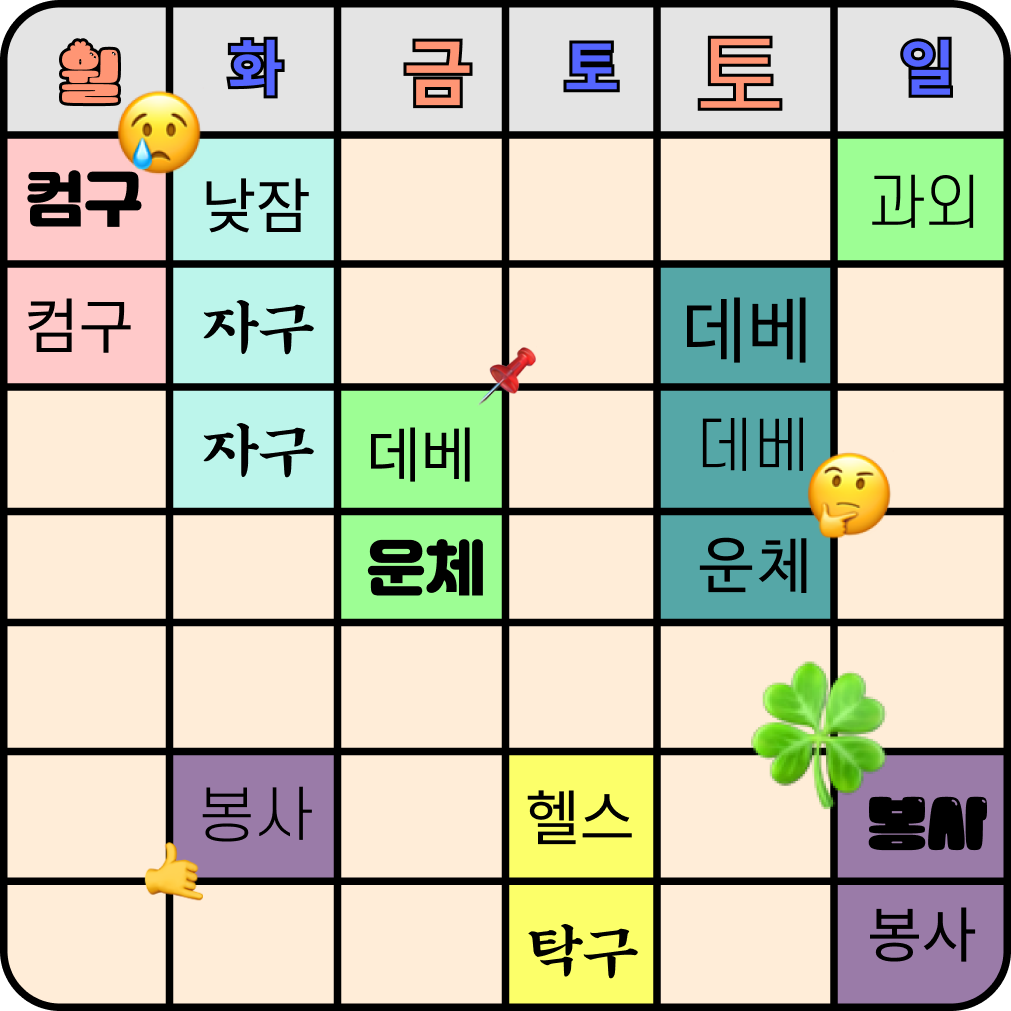 월 화 금 토 토 일
컴구 낮잠 과외
컴구 자구 데베
자구 데베 데베
운체 운체
봉사 헬스 봉사
탁구 봉사